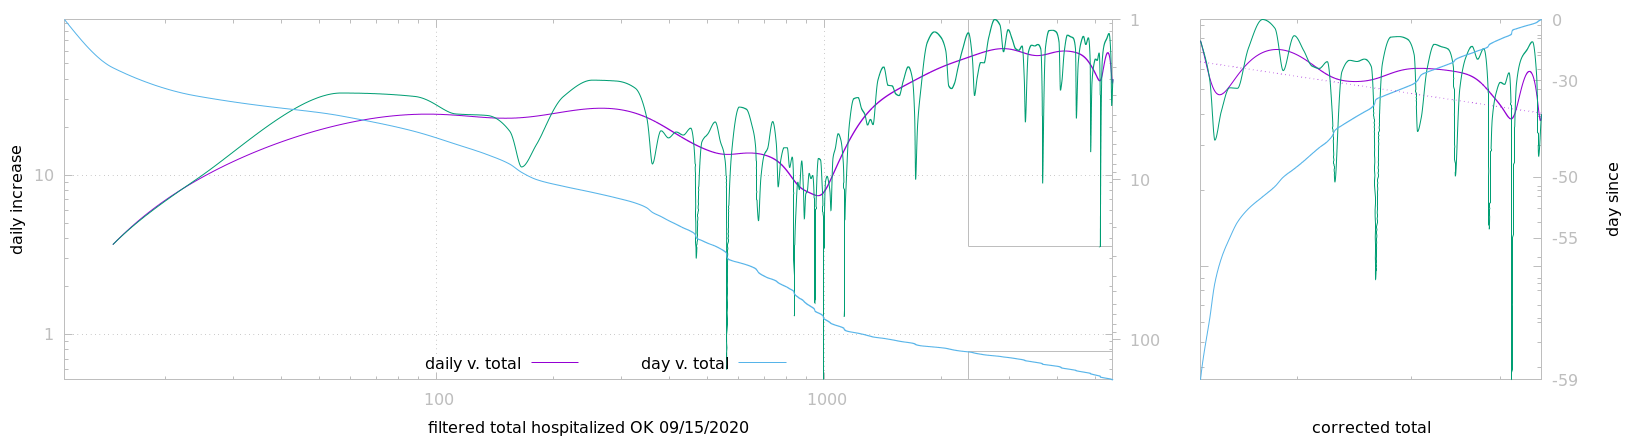 daily increase
10
1
daily v. total
day v. total
100
1000
filtered total hospitalized OK 09/15/2020
1
10
100
0
-30
-50
-55
-59
day since
corrected total